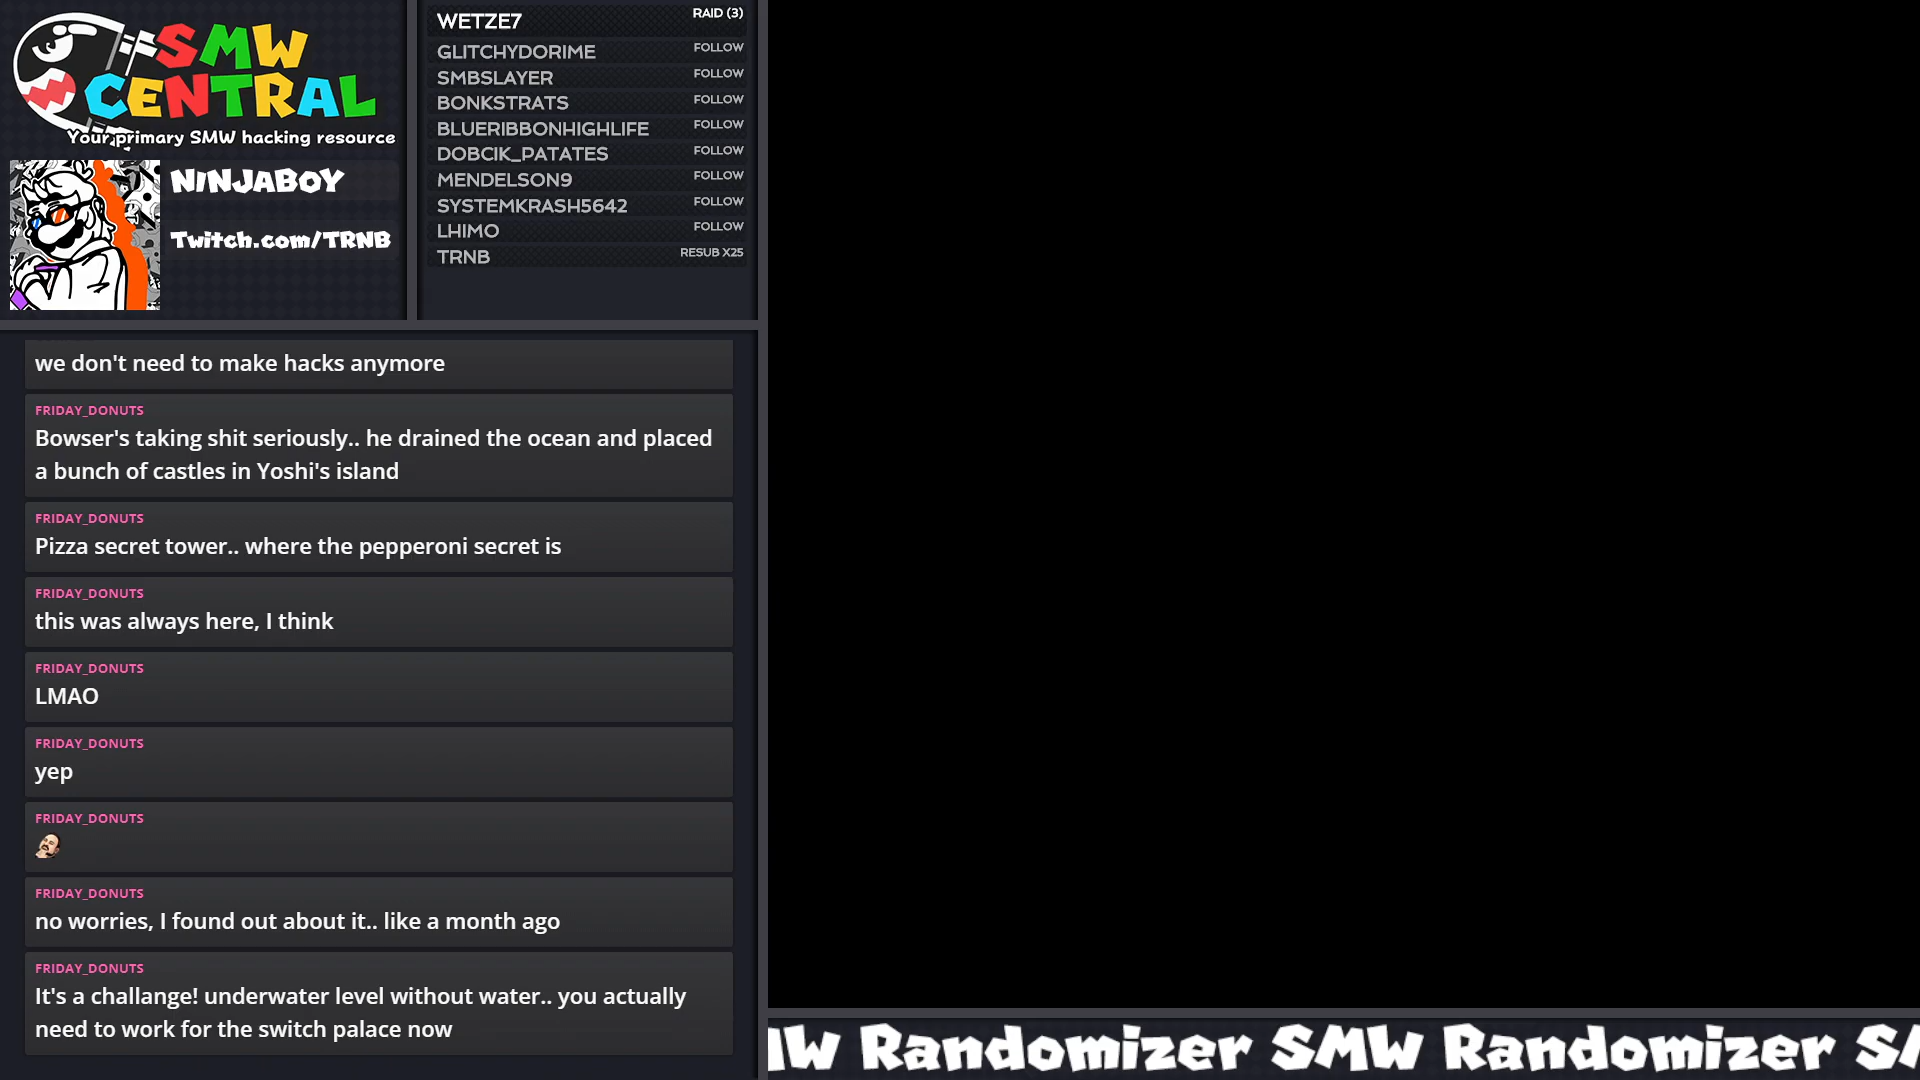 SMW
CENTRAL
Your primary SMW hacking resource
NINJABOY
Twitch.com/TRNB
WETZE7 RAID (3)
GLITCHYDORIME FOLLOW
SMBSLAYER FOLLOW
BONKSTRATS FOLLOW
BLUERIBBONHIGHLIFE FOLLOW
DOBCIK_PATATES FOLLOW
MENDELSON9 FOLLOW
SYSTEMKRASH5642 FOLLOW
LHIMO FOLLOW
TRNB RESUB X25
we don't need to make hacks anymore
FRIDAY_DONUTS
Bowser's taking shit seriously.. he drained the ocean and placed
a bunch of castles in Yoshi's island
FRIDAY_DONUTS
Pizza secret tower.. where the pepperoni secret is
FRIDAY_DONUTS
this was always here, I think
FRIDAY_DONUTS
LMAO
FRIDAY_DONUTS
yep
FRIDAY_DONUTS
FRIDAY_DONUTS
no worries, I found out about it.. like a month ago
FRIDAY_DONUTS
It's a challange! underwater level without water.. you actually
need to work for the switch palace now
MW Randomizer SMW Randomizer SM